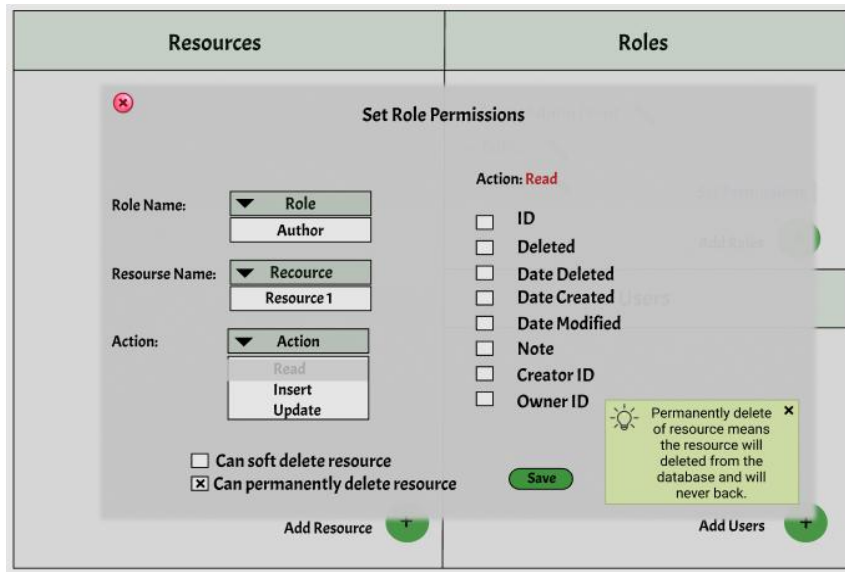 Resources
Roles
Set Role Permissions
Role Name:
Role
Author
Resourse Name:
Recource
Resource 1
Action:
Action
Read
Insert
Update
Can soft delete resource
Can permanently delete resource
Action: Read
ID
Deleted
Date Deleted
Date Created
Date Modified
Note
Creator ID
Owner ID
Save
Permanently delete
of resource means
the resource will
deleted from the
database and will
never back.
Add Roles
Users
Add Resource
Add Users